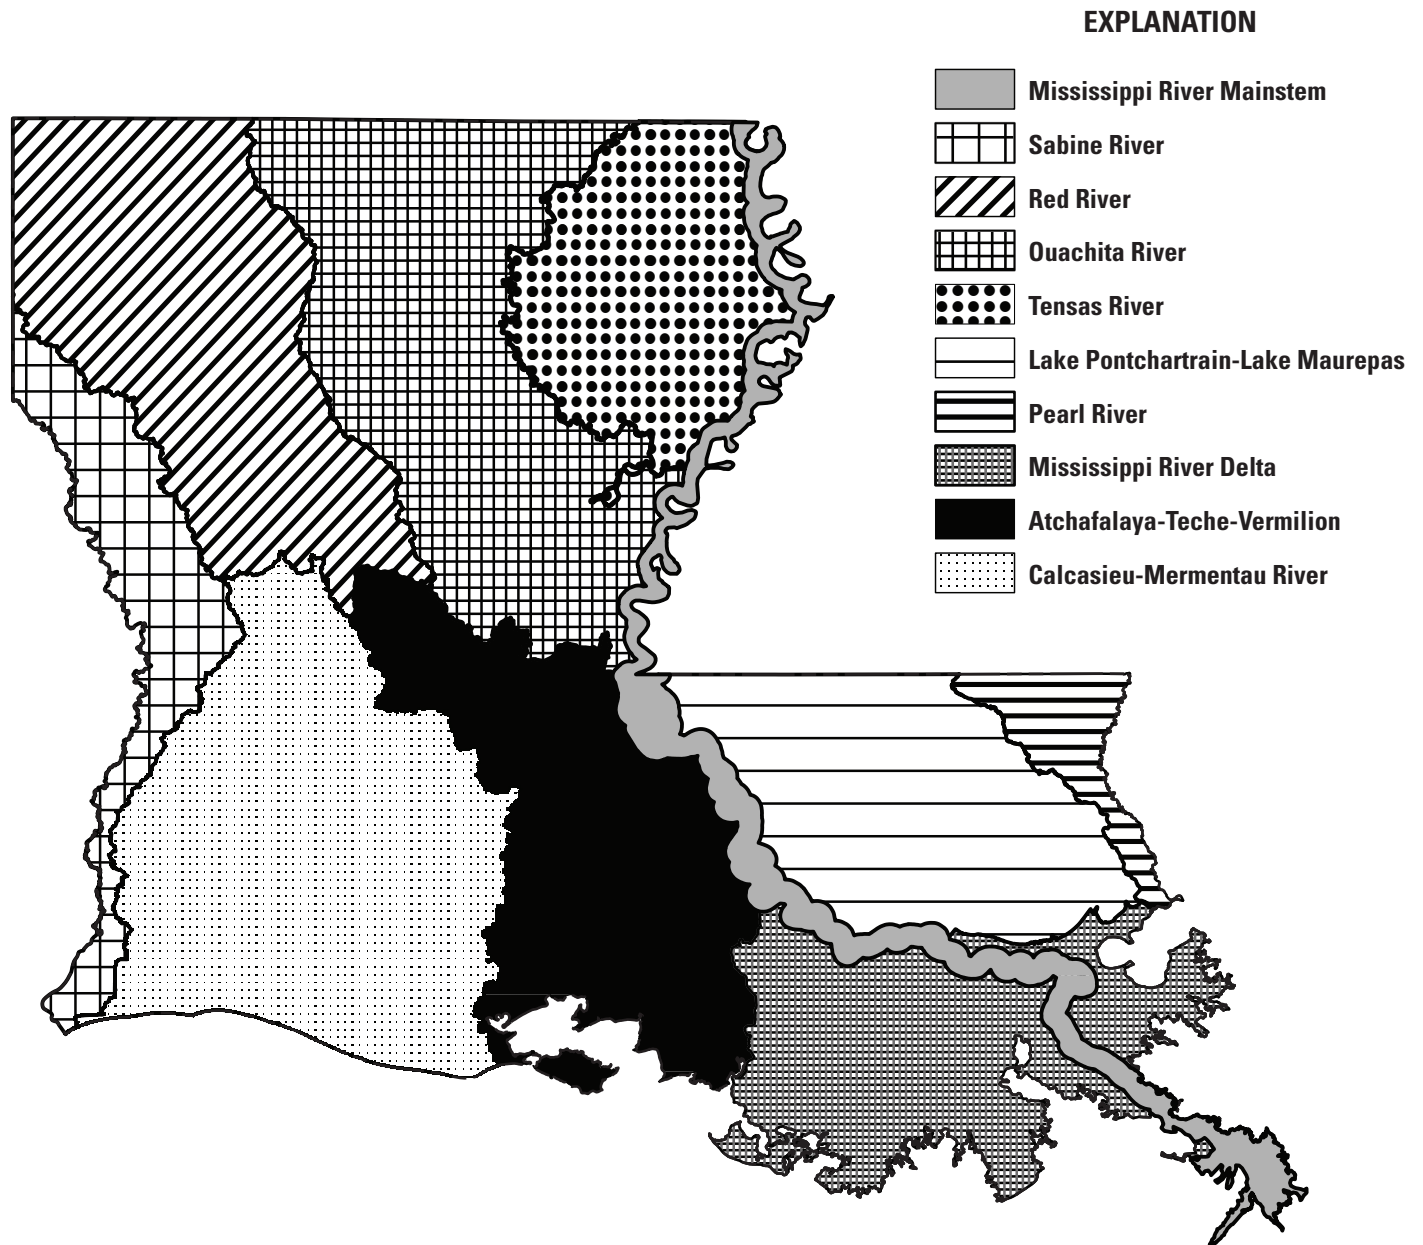 EXPLANATION
Mississippi River Mainstem
Sabine River
Red River
Ouachita River
Tensas River
Lake Pontchartrain-Lake Maurepas
Pearl River
Mississippi River Delta
Atchafalaya-Teche-Vermilion
Calcasieu-Mermentau River